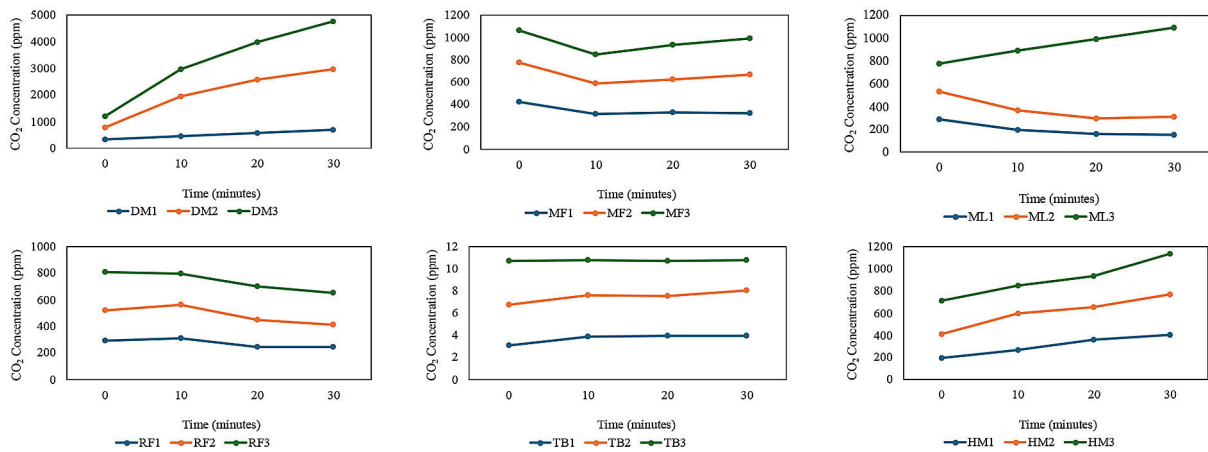 CO₂ Concentration (ppm)
5000
4000
3000
2000
1000
0
0 10 20 30
Time (minutes)
DM1 DM2 DM3
CO₂ Concentration (ppm)
1200
1000
800
600
400
200
0
0 10 20 30
Time (minutes)
MF1 MF2 MF3
CO₂ Concentration (ppm)
1200
1000
800
600
400
200
0
0 10 20 30
Time (minutes)
ML1 ML2 ML3
CO₂ Concentration (ppm)
1000
800
600
400
200
0
0 10 20 30
Time (minutes)
RF1 RF2 RF3
CO₂ Concentration (ppm)
12
10
8
6
4
2
0
0 10 20 30
Time (minutes)
TB1 TB2 TB3
CO₂ Concentration (ppm)
1200
1000
800
600
400
200
0
0 10 20 30
Time (minutes)
HM1 HM2 HM3